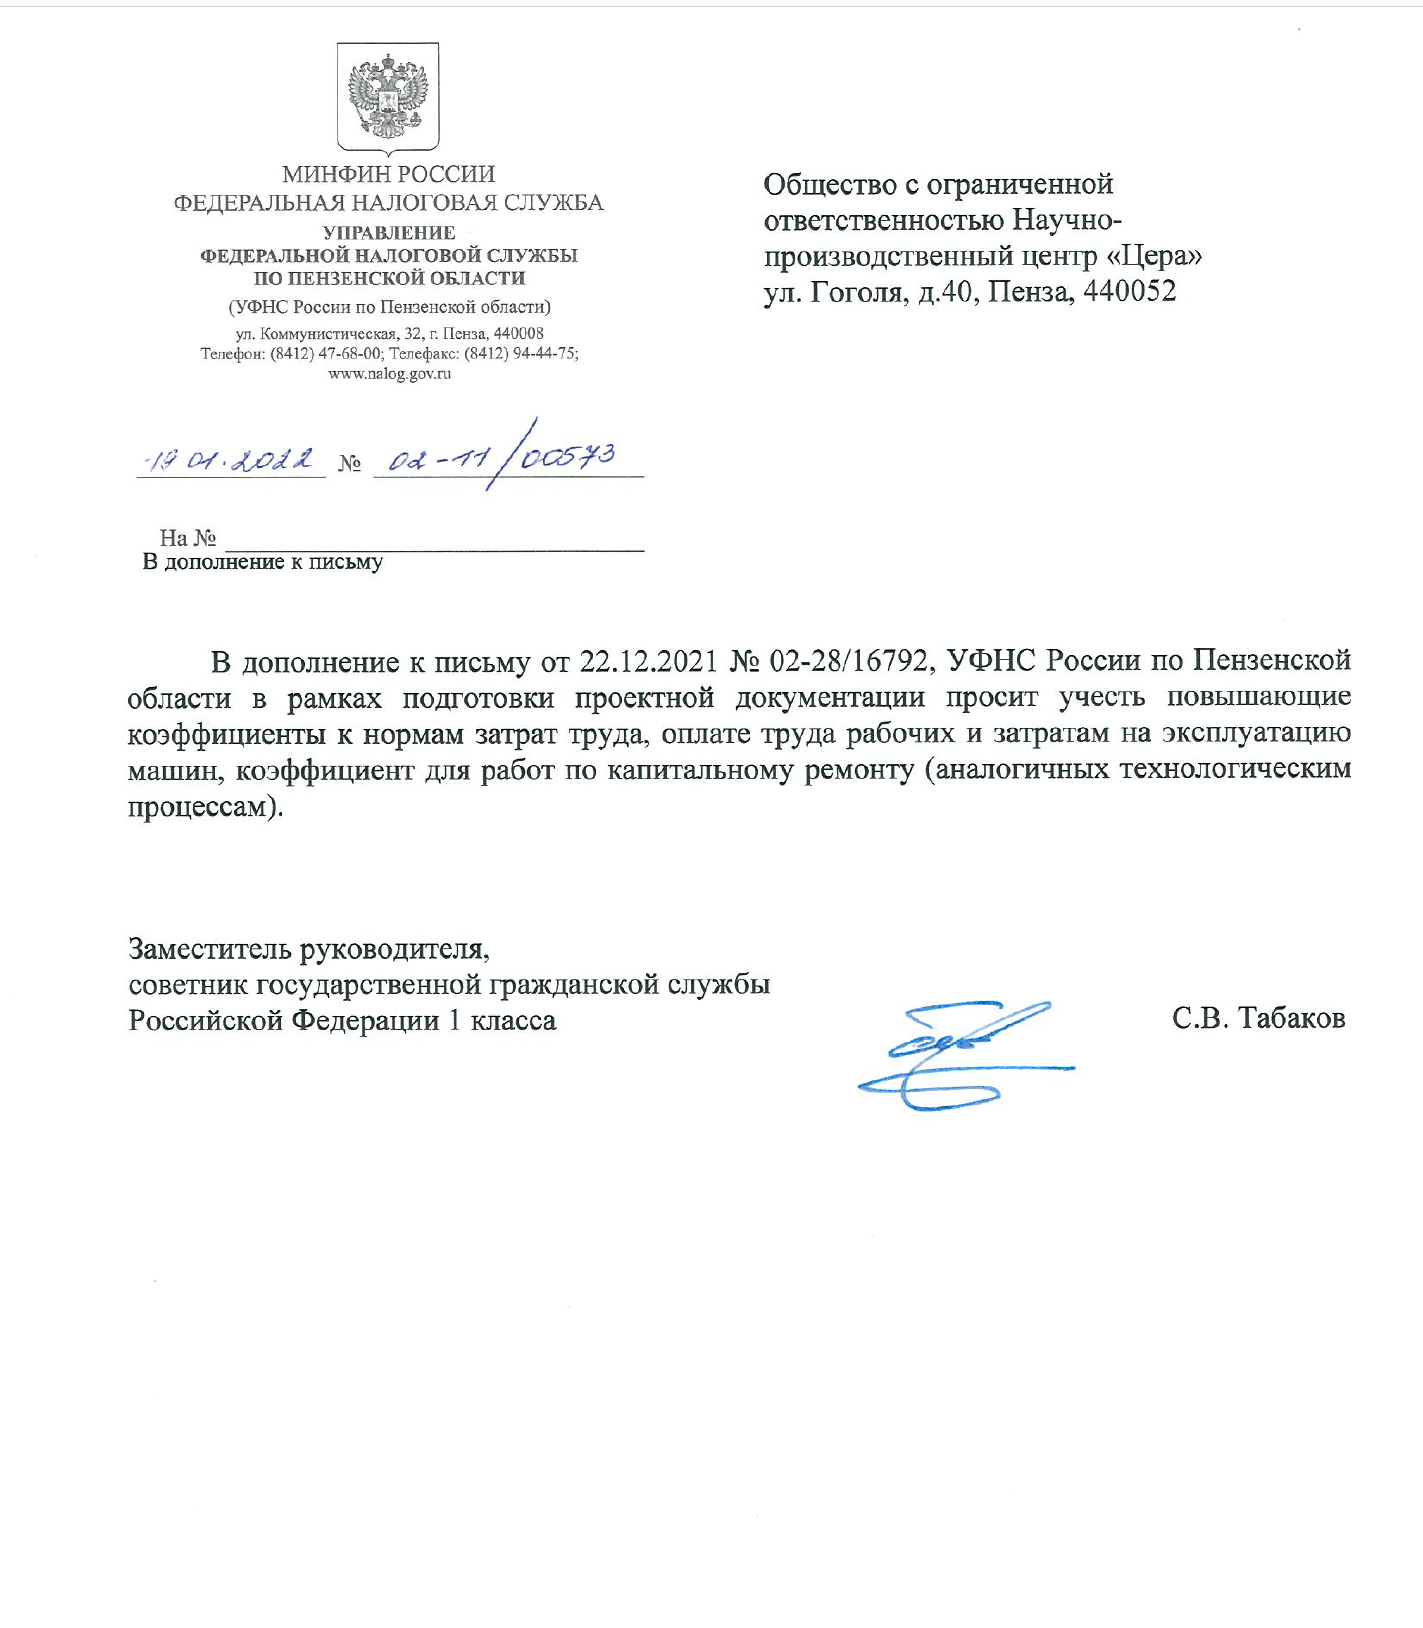 МИНФИН РОССИИ
ФЕДЕРАЛЬНАЯ НАЛОГОВАЯ СЛУЖБА
УПРАВЛЕНИЕ
ФЕДЕРАЛЬНОЙ НАЛОГОВОЙ СЛУЖБЫ
ПО ПЕНЗЕНСКОЙ ОБЛАСТИ
(УФНС России по Пензенской области)
ул. Коммунистическая, 32, г. Пенза, 440008
Телефон: (8412) 47-68-00; Телефакс: (8412) 94-44-75;
www.nalog.gov.ru
Общество с ограниченной
ответственностью Научно-
производственный центр «Цера»
ул. Гоголя, д.40, Пенза, 440052
19 01.2022 № 02-11/00573
На №
В дополнение к письму
В дополнение к письму от 22.12.2021 № 02-28/16792, УФНС России по Пензенской
области в рамках подготовки проектной документации просит учесть повышающие
коэффициенты к нормам затрат труда, оплате труда рабочих и затратам на эксплуатацию
машин, коэффициент для работ по капитальному ремонту (аналогичных технологическим
процессам).
Заместитель руководителя,
советник государственной гражданской службы
Российской Федерации 1 класса
С.В. Табаков